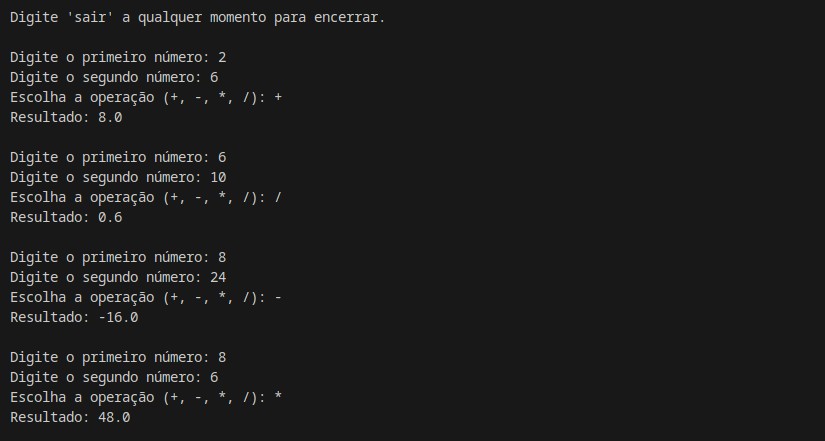 Digite 'sair' a qualquer momento para encerrar.
Digite o primeiro número: 2
Digite o segundo número: 6
Escolha a operação (+, -, *, /): +
Resultado: 8.0
Digite o primeiro número: 6
Digite o segundo número: 10
Escolha a operação (+, -, *, /): /
Resultado: 0.6
Digite o primeiro número: 8
Digite o segundo número: 24
Escolha a operação (+, -, *, /): -
Resultado: -16.0
Digite o primeiro número: 8
Digite o segundo número: 6
Escolha a operação (+, -, *, /): *
Resultado: 48.0